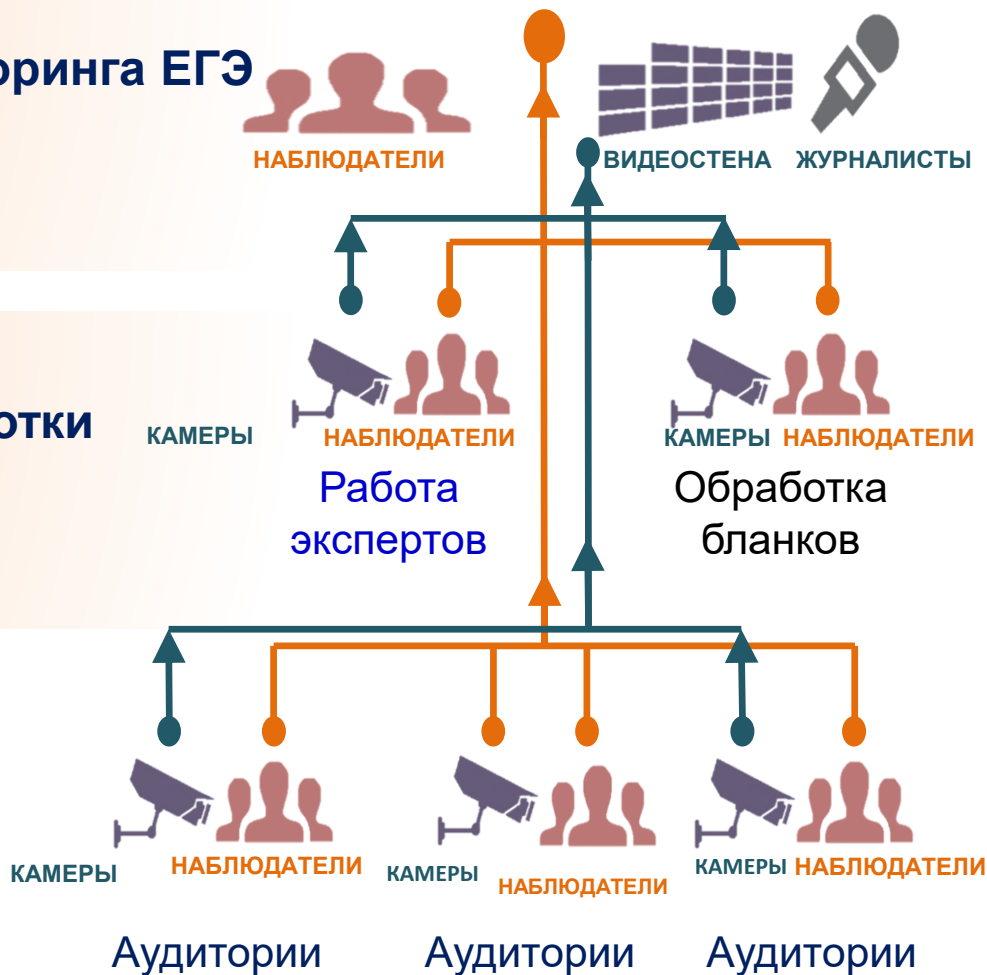 оринга ЕГЭ
НАБЛЮДАТЕЛИ
ВИДЕОСТЕНА ЖУРНАЛИСТЫ
отки
КАМЕРЫ НАБЛЮДАТЕЛИ
КАМЕРЫ НАБЛЮДАТЕЛИ
Работа
экспертов
Обработка
бланков
КАМЕРЫ НАБЛЮДАТЕЛИ
КАМЕРЫ НАБЛЮДАТЕЛИ
КАМЕРЫ НАБЛЮДАТЕЛИ
Аудитории Аудитории Аудитории